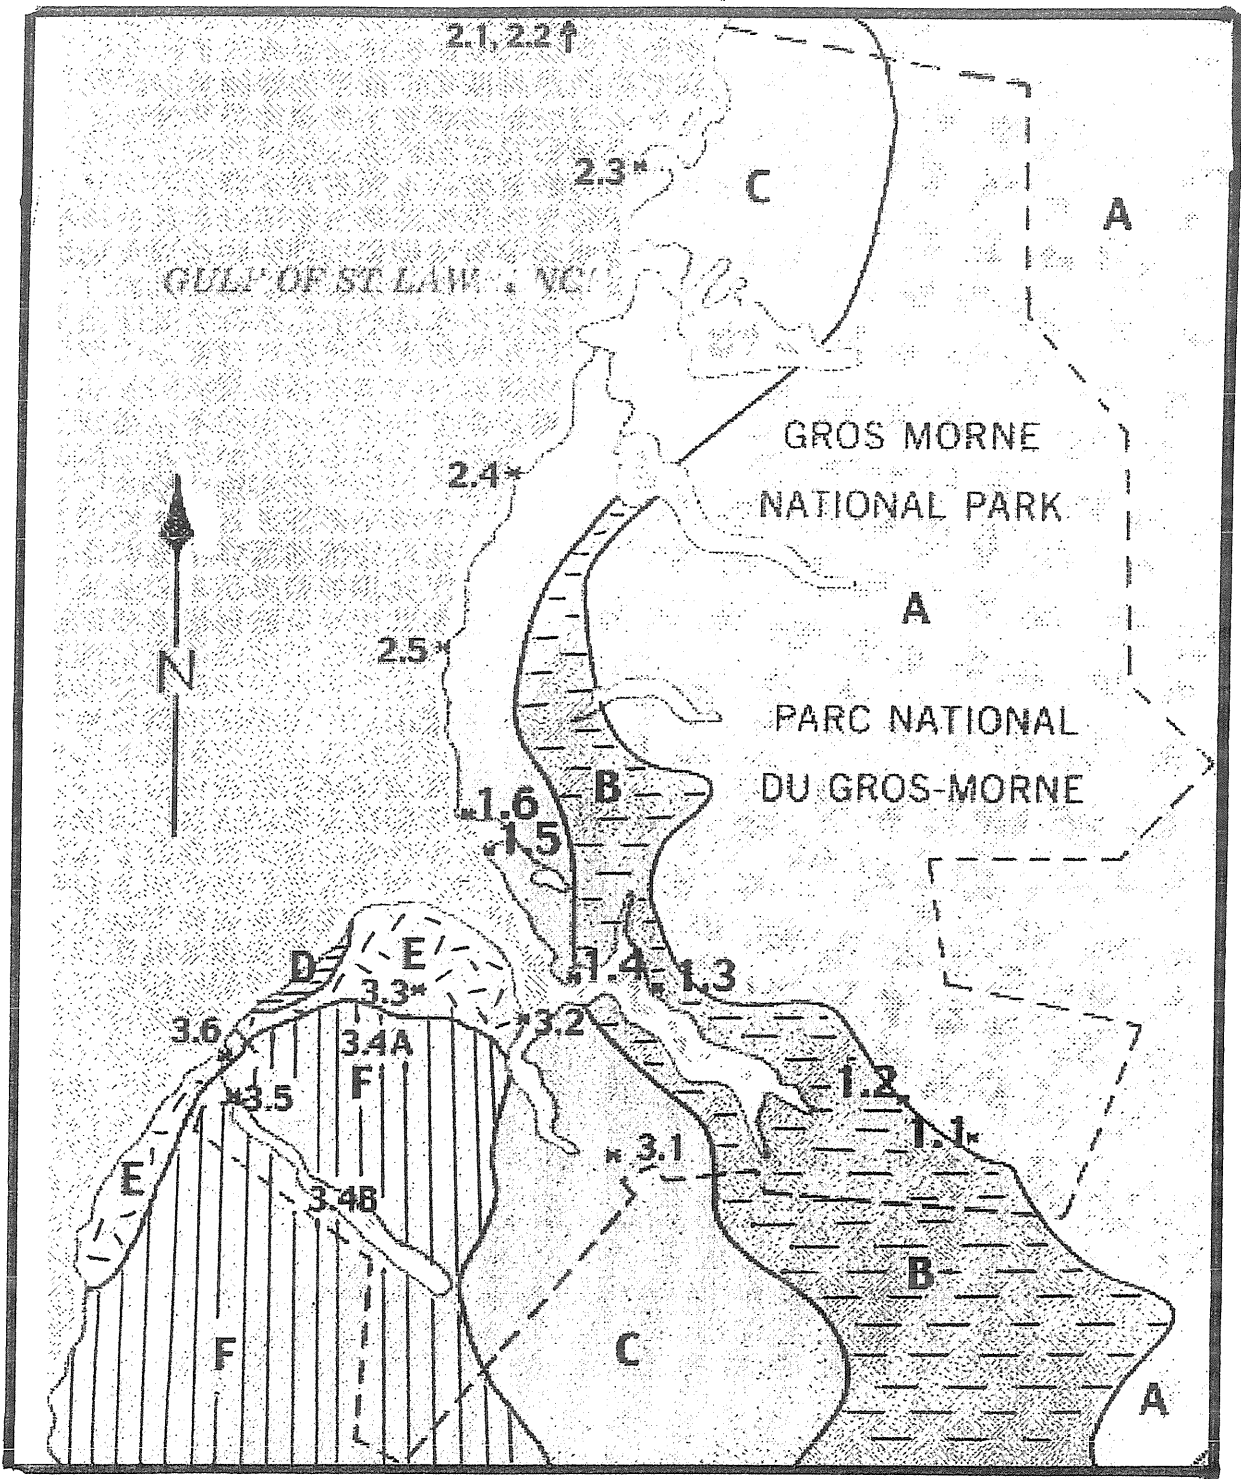 2.1, 2.2
2.3*
C
A
GULF OF ST
2.4*
GROS MORNE
NATIONAL PARK
A
2.5*
N
PARC NATIONAL
DU GROS-MORNE
B
*1.6
*1.5
D
E
*1.4
*1.3
3.3*
3.6
*3.2
3.4A
F
1.2
*3.5
1.1*
* 3.1
E
3.4B
B
F
C
A